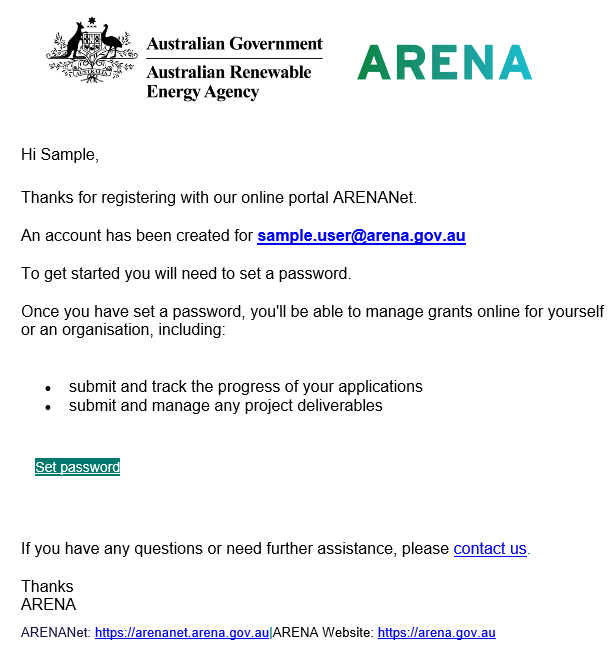 Australian Government
Australian Renewable
Energy Agency
ARENA
Hi Sample,
Thanks for registering with our online portal ARENANet.
An account has been created for sample.user@arena.gov.au
To get started you will need to set a password.
Once you have set a password, you'll be able to manage grants online for yourself
or an organisation, including:
• submit and track the progress of your applications
• submit and manage any project deliverables
Set password
If you have any questions or need further assistance, please contact us.
Thanks
ARENA
ARENANet: https://arenanet.arena.gov.au|ARENA Website: https://arena.gov.au